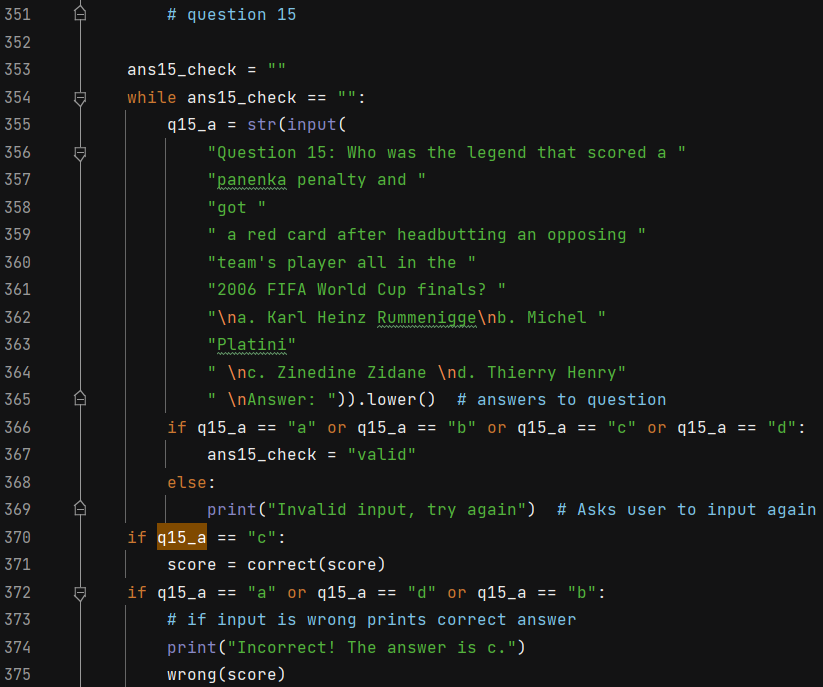 351 # question 15
352
353 ans15_check = ""
354 while ans15_check == "":
355 q15_a = str(input(
356 "Question 15: Who was the legend that scored a "
357 "panenka penalty and "
358 "got "
359 " a red card after headbutting an opposing "
360 "team's player all in the "
361 "2006 FIFA World Cup finals? "
362 "\na. Karl Heinz Rummenigge\nb. Michel "
363 "Platini"
364 " \nc. Zinedine Zidane \nd. Thierry Henry"
365 " \nAnswer: ")).lower()  # answers to question
366 if q15_a == "a" or q15_a == "b" or q15_a == "c" or q15_a == "d":
367 ans15_check = "valid"
368 else:
369 print("Invalid input, try again")  # Asks user to input again
370 if q15_a == "c":
371 score = correct(score)
372 if q15_a == "a" or q15_a == "d" or q15_a == "b":
373 # if input is wrong prints correct answer
374 print("Incorrect! The answer is c.")
375 wrong(score)